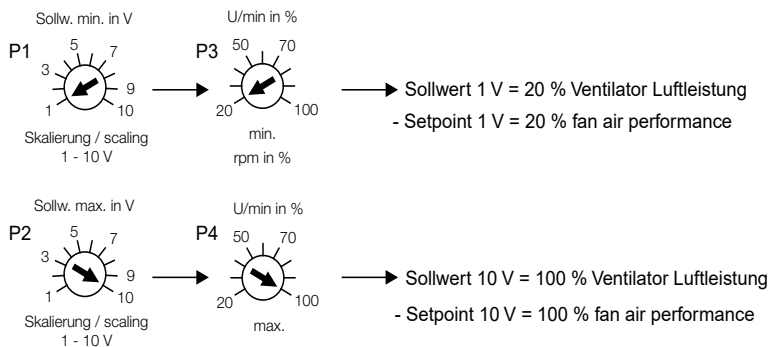 Sollw. min. in V
U/min in %
P1
3
5
7
9
1
10
P3
50
70
20
100
Sollwert 1 V = 20 % Ventilator Luftleistung
- Setpoint 1 V = 20 % fan air performance
Skalierung / scaling
1 - 10 V
min.
rpm in %
Sollw. max. in V
U/min in %
P2
3
5
7
9
1
10
P4
50
70
20
100
Sollwert 10 V = 100 % Ventilator Luftleistung
- Setpoint 10 V = 100 % fan air performance
Skalierung / scaling
1 - 10 V
max.